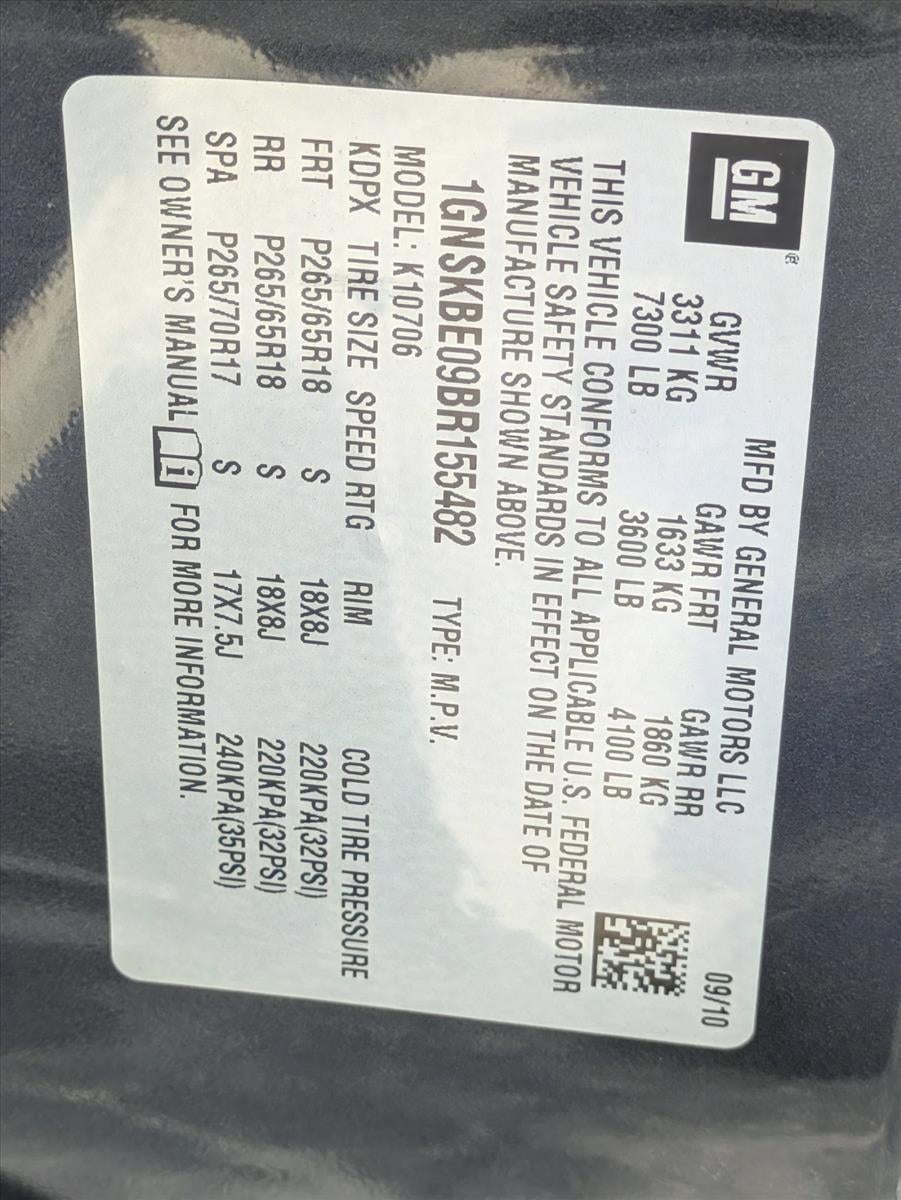 GM®
MFD BY GENERAL MOTORS LLC 09/10
GVWR GAWR FRT GAWR RR
3311 KG 1633 KG 1860 KG
7300 LB 3600 LB 4100 LB
THIS VEHICLE CONFORMS TO ALL APPLICABLE U.S. FEDERAL MOTOR
VEHICLE SAFETY STANDARDS IN EFFECT ON THE DATE OF
MANUFACTURE SHOWN ABOVE.
1GNSKBE09BR155482 TYPE: M.P.V.
MODEL: K10706
KDPX TIRE SIZE SPEED RTG RIM COLD TIRE PRESSURE
FRT P265/65R18 S 18X8J 220KPA(32PSI)
RR P265/65R18 S 18X8J 220KPA(32PSI)
SPA P265/70R17 S 17X7.5J 240KPA(35PSI)
SEE OWNER'S MANUAL i FOR MORE INFORMATION.